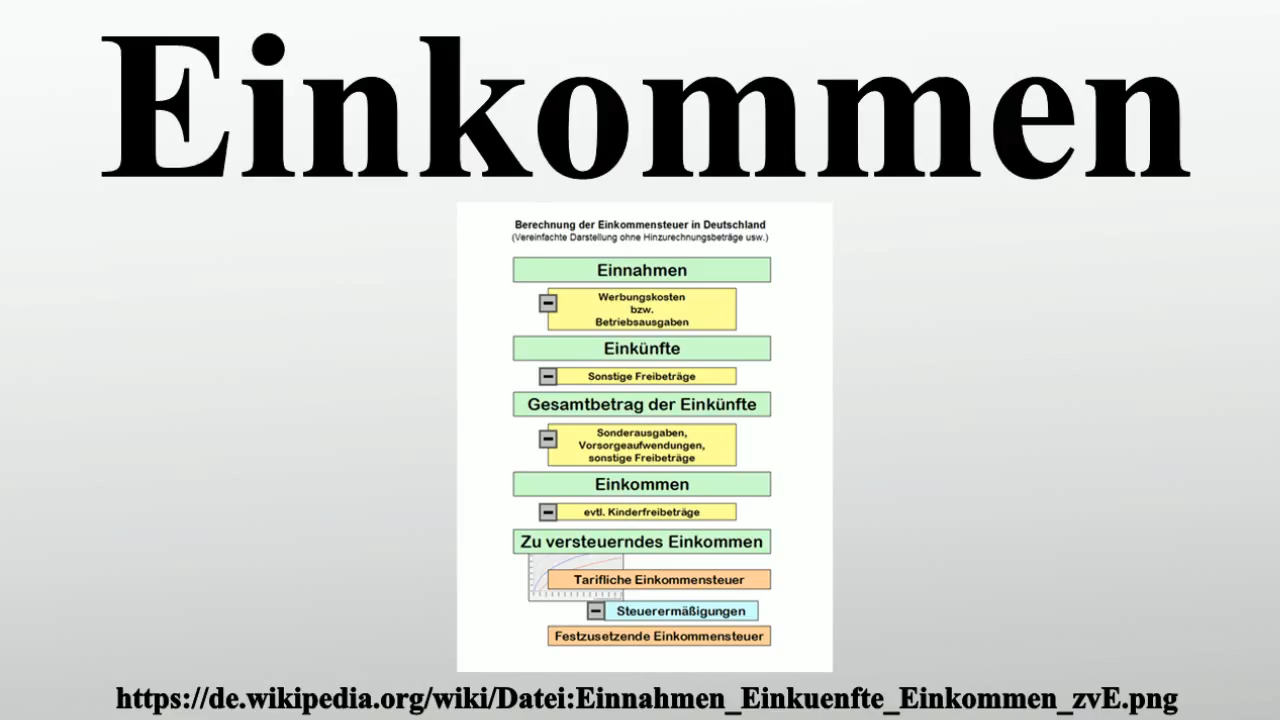 Einkommen
Berechnung der Einkommensteuer in Deutschland
(Vereinfachte Darstellung ohne Hinzurechnungsbeträge usw.)
Einnahmen
Werbungskosten
bzw.
Betriebsausgaben
Einkünfte
Sonstige Freibeträge
Gesamtbetrag der Einkünfte
Sonderausgaben,
Vorsorgeaufwendungen,
sonstige Freibeträge
Einkommen
evtl. Kinderfreibeträge
Zu versteuerndes Einkommen
Tarifliche Einkommensteuer
Steuerermäßigungen
Festzusetzende Einkommensteuer
https://de.wikipedia.org/wiki/Datei:Einnahmen_Einkuenfte_Einkommen_zvE.png